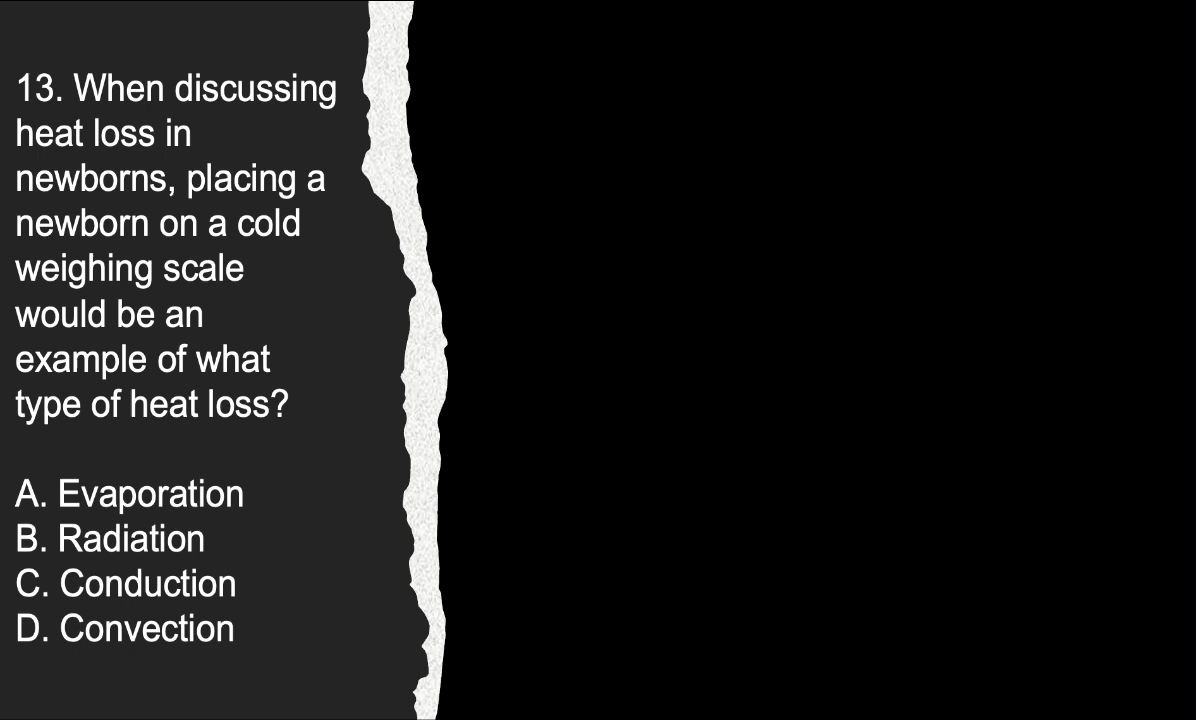 13. When discussing
heat loss in
newborns, placing a
newborn on a cold
weighing scale
would be an
example of what
type of heat loss?
A. Evaporation
B. Radiation
C. Conduction
D. Convection